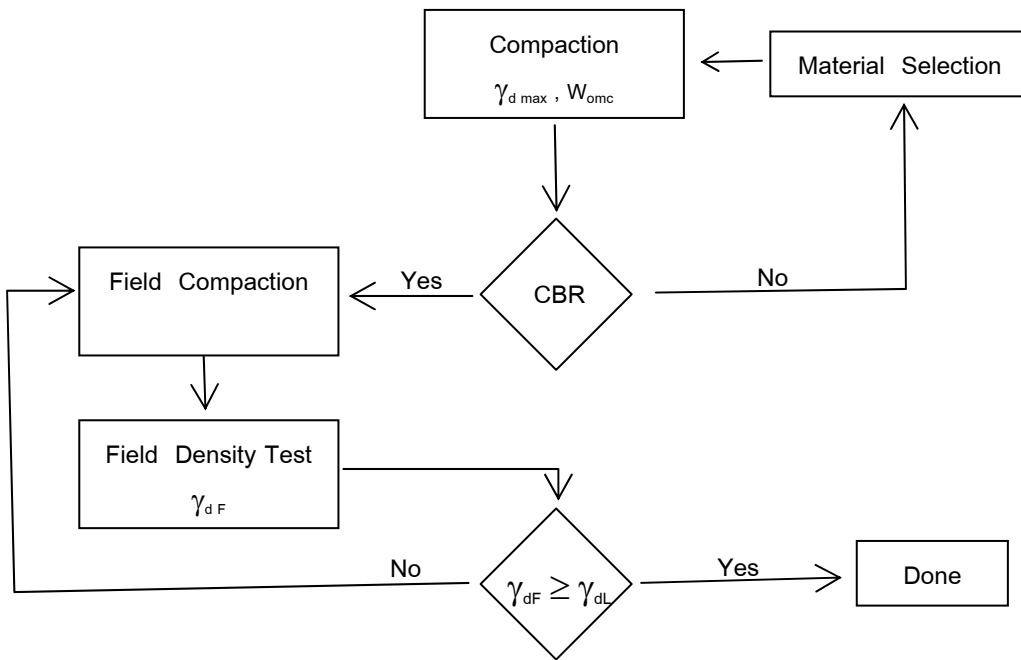 Compaction
γd max , Womc
Material Selection
Field Compaction
Yes
CBR
No
Field Density Test
γd F
No
γdF ≥ γdL
Yes
Done